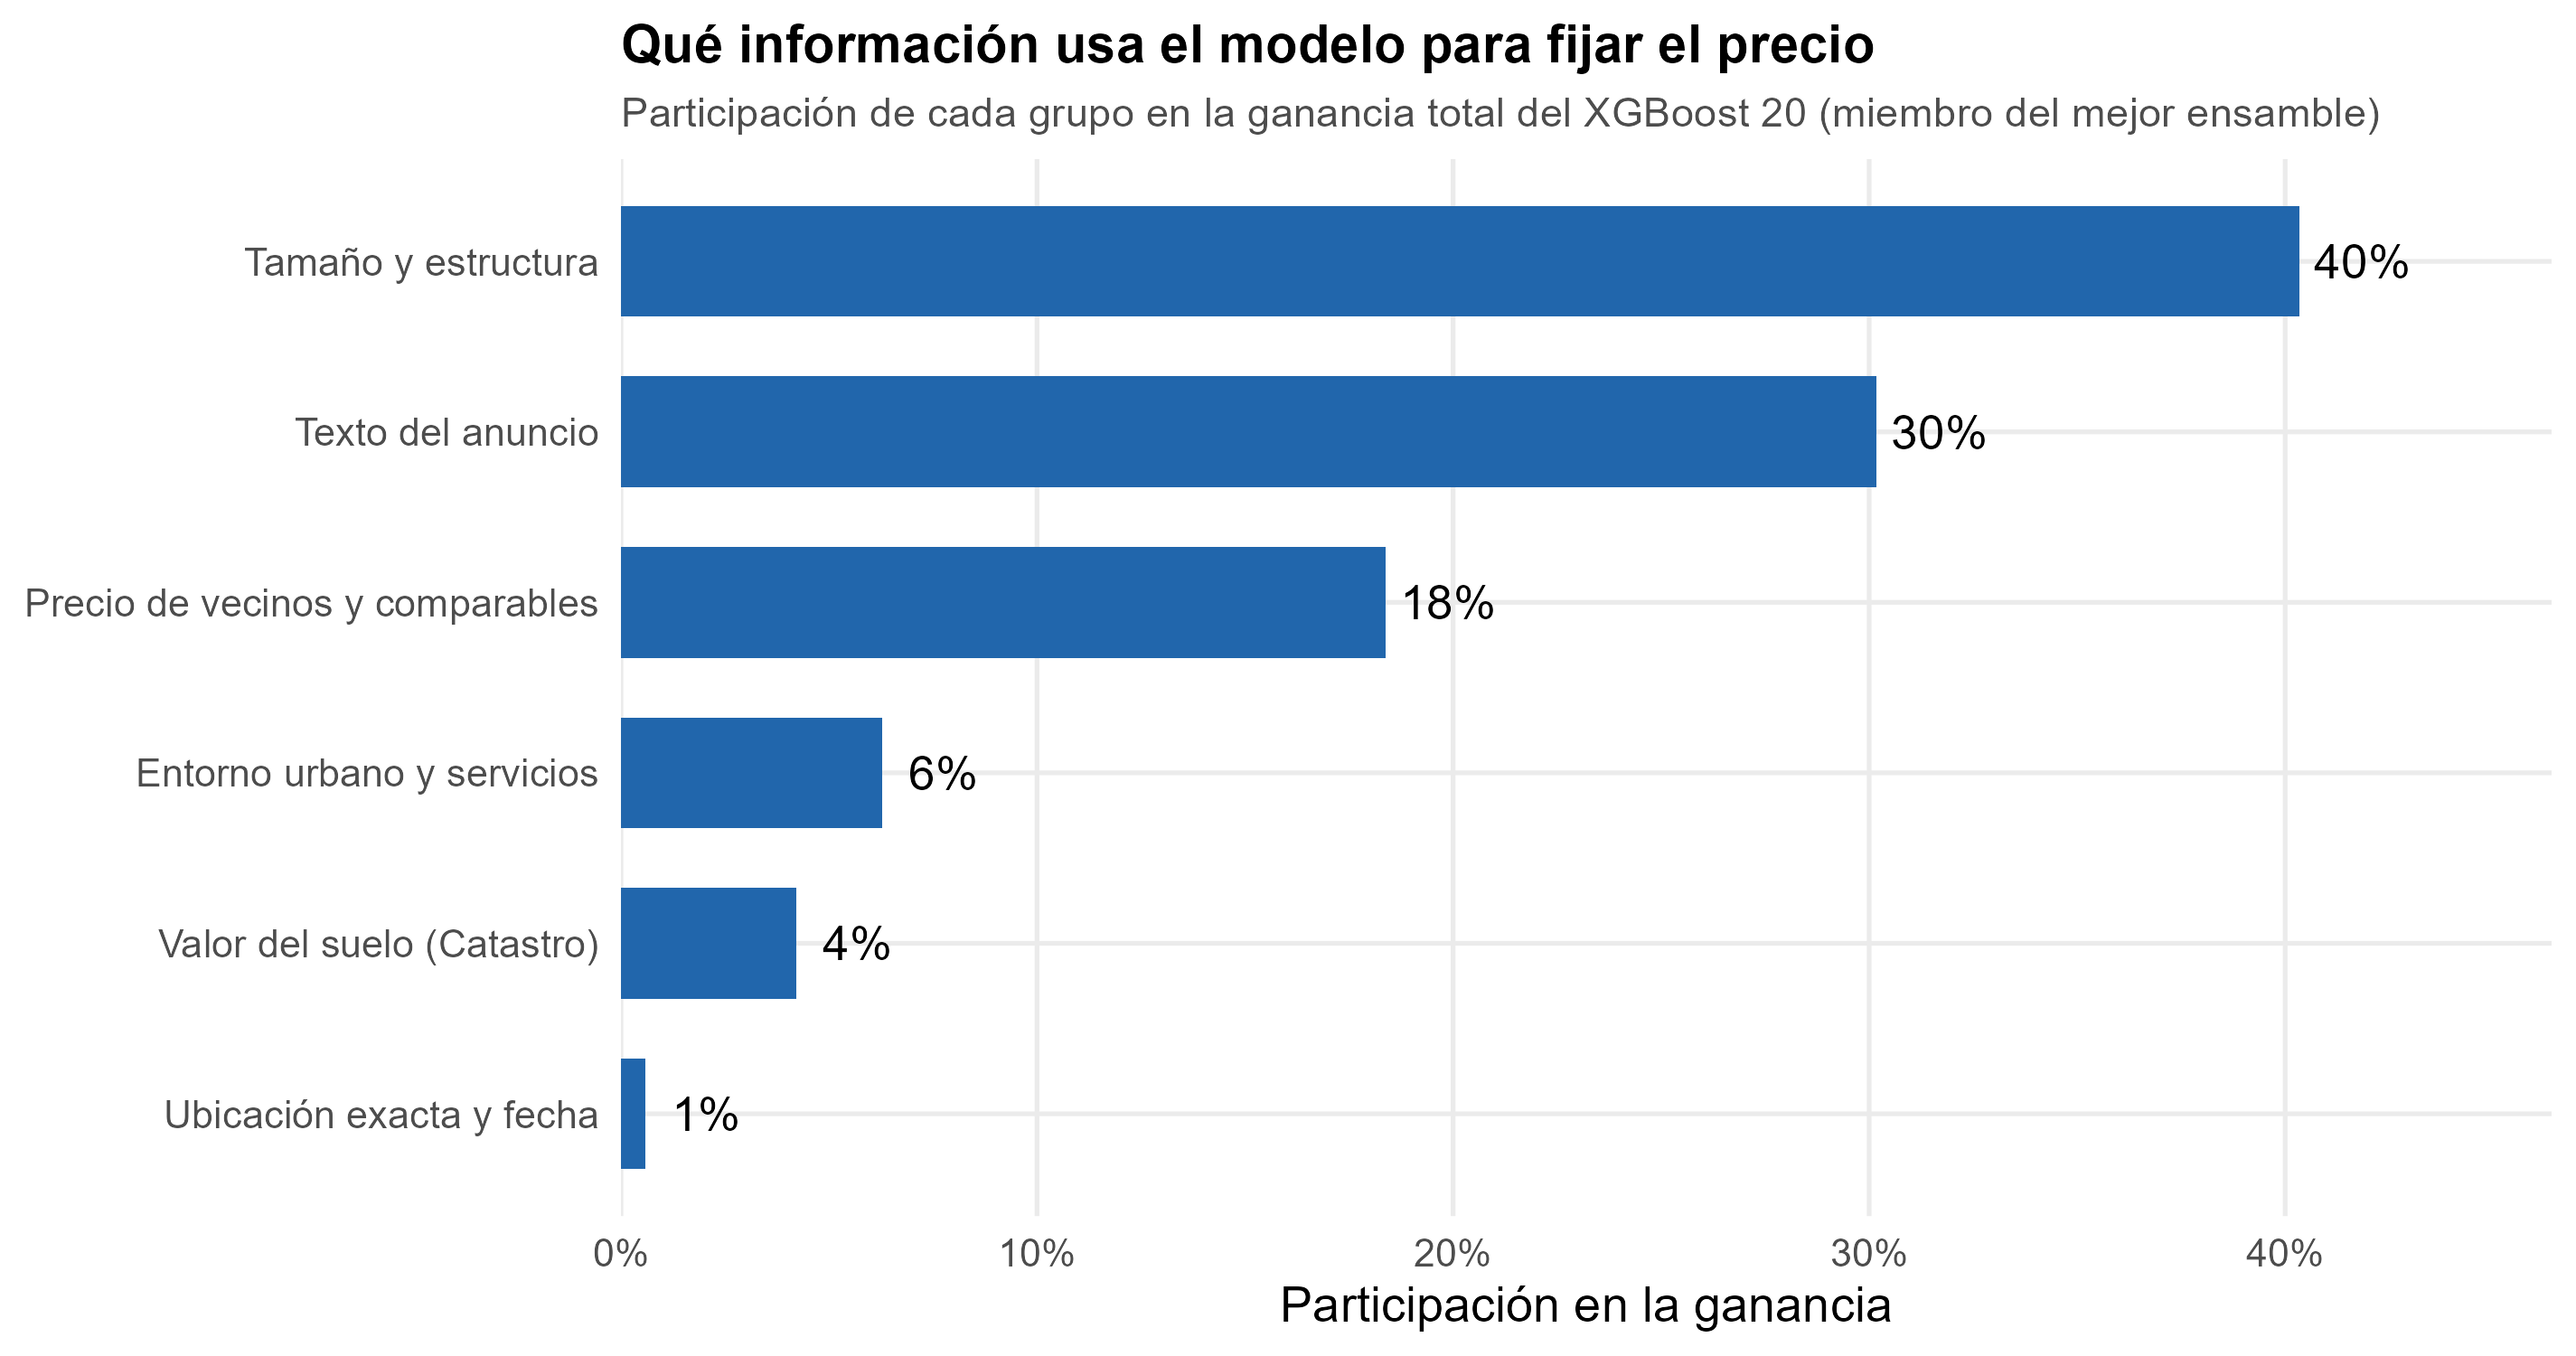 Qué información usa el modelo para fijar el precio
Participación de cada grupo en la ganancia total del XGBoost 20 (miembro del mejor ensamble)
Tamaño y estructura
40%
Texto del anuncio
30%
Precio de vecinos y comparables
18%
Entorno urbano y servicios
6%
Valor del suelo (Catastro)
4%
Ubicación exacta y fecha
1%
0% 10% 20% 30% 40%
Participación en la ganancia